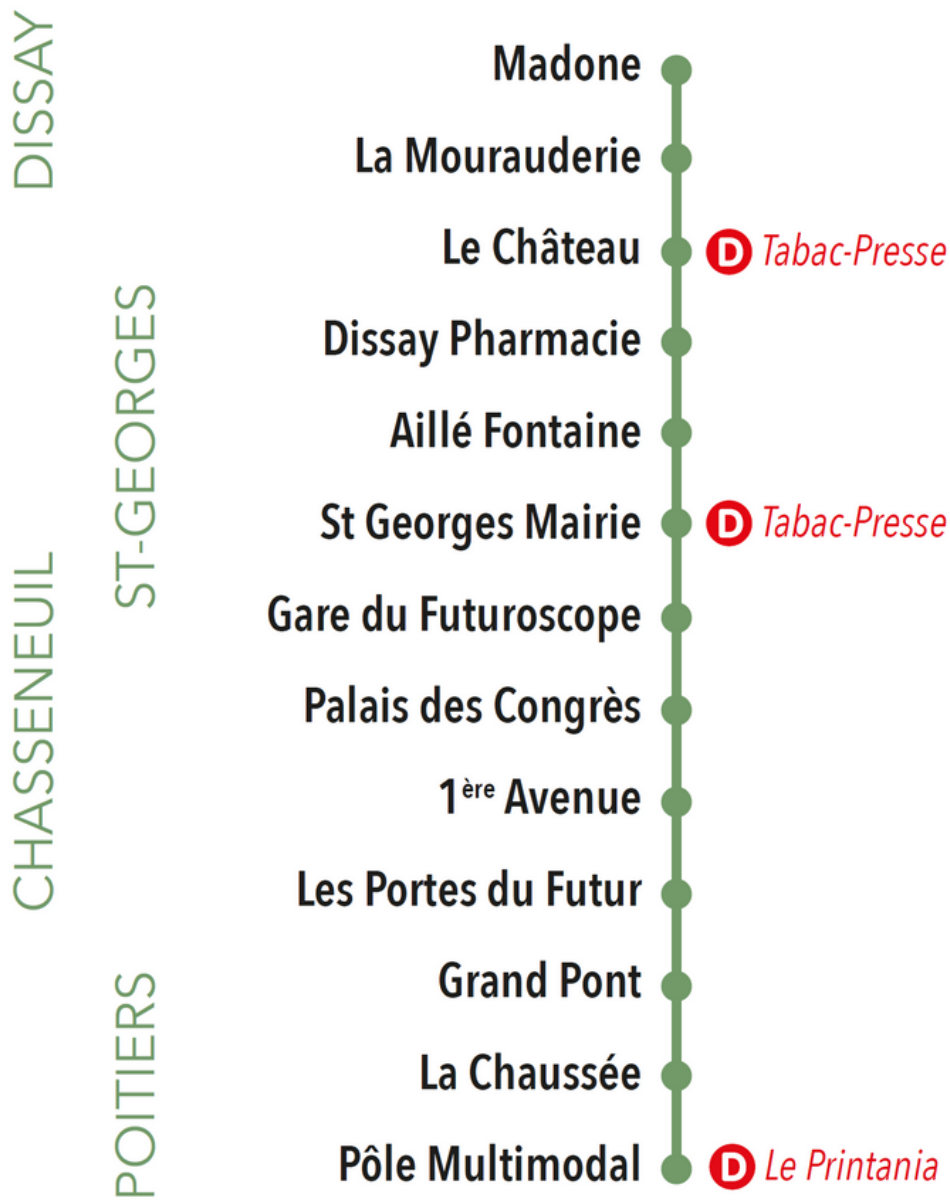 DISSAY
ST-GEORGES
CHASSENEUIL
POITIERS
Madone
La Mourauderie
Le Château D Tabac-Presse
Dissay Pharmacie
Aillé Fontaine
St Georges Mairie D Tabac-Presse
Gare du Futuroscope
Palais des Congrès
1ère Avenue
Les Portes du Futur
Grand Pont
La Chaussée
Pôle Multimodal D Le Printania